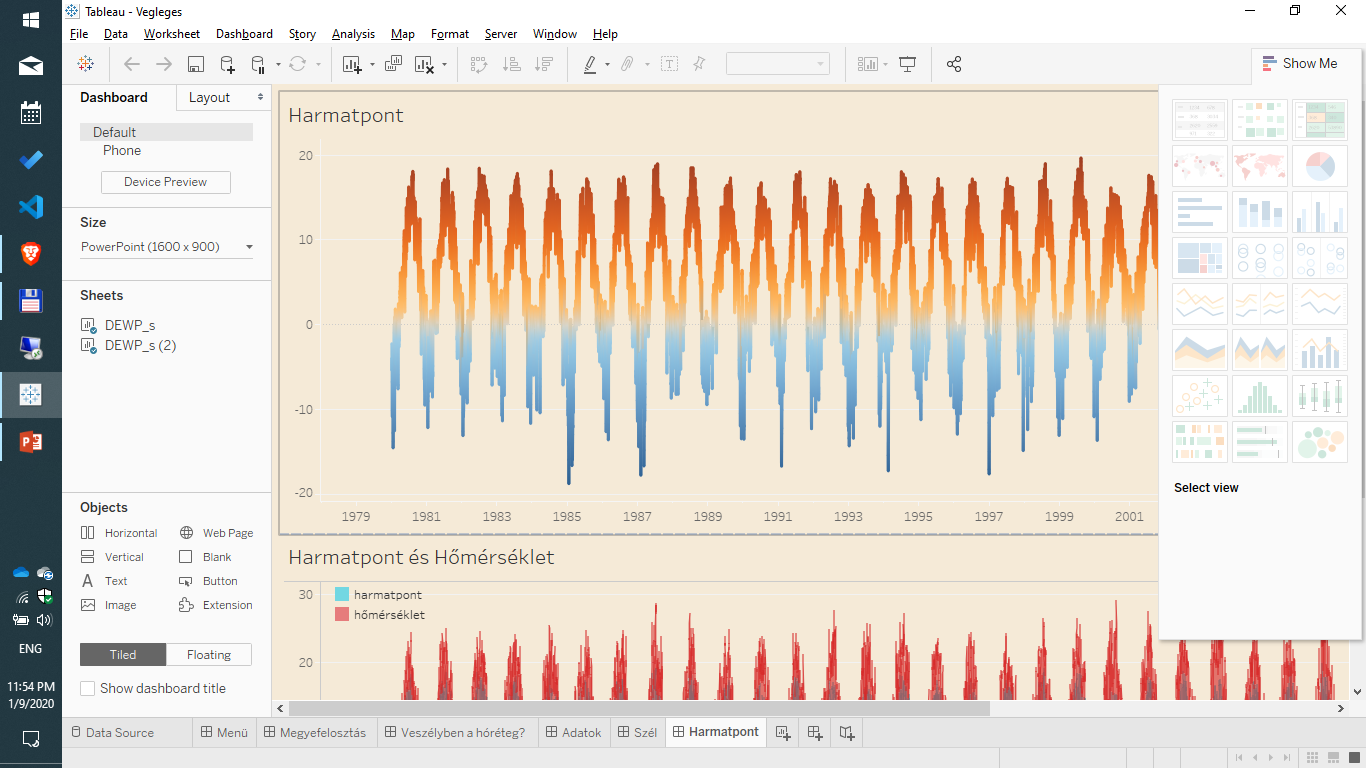 Tableau - Vegleges
File Data Worksheet Dashboard Story Analysis Map Format Server Window Help
Show Me
Dashboard Layout
Default
Phone
Device Preview
Size
PowerPoint (1600 x 900)
Sheets
DEWP_s
DEWP_s (2)
Objects
Horizontal Web Page
Vertical Blank
Text Button
Image Extension
Tiled Floating
Show dashboard title
Harmatpont
20
10
0
-10
-20
1979 1981 1983 1985 1987 1989 1991 1993 1995 1997 1999 2001
Harmatpont és Hőmérséklet
30
harmatpont
hőmérséklet
20
Select view
ENG
11:54 PM
1/9/2020
Data Source Menü Megyefelosztás Veszélyben a hóréteg? Adatok Szél Harmatpont